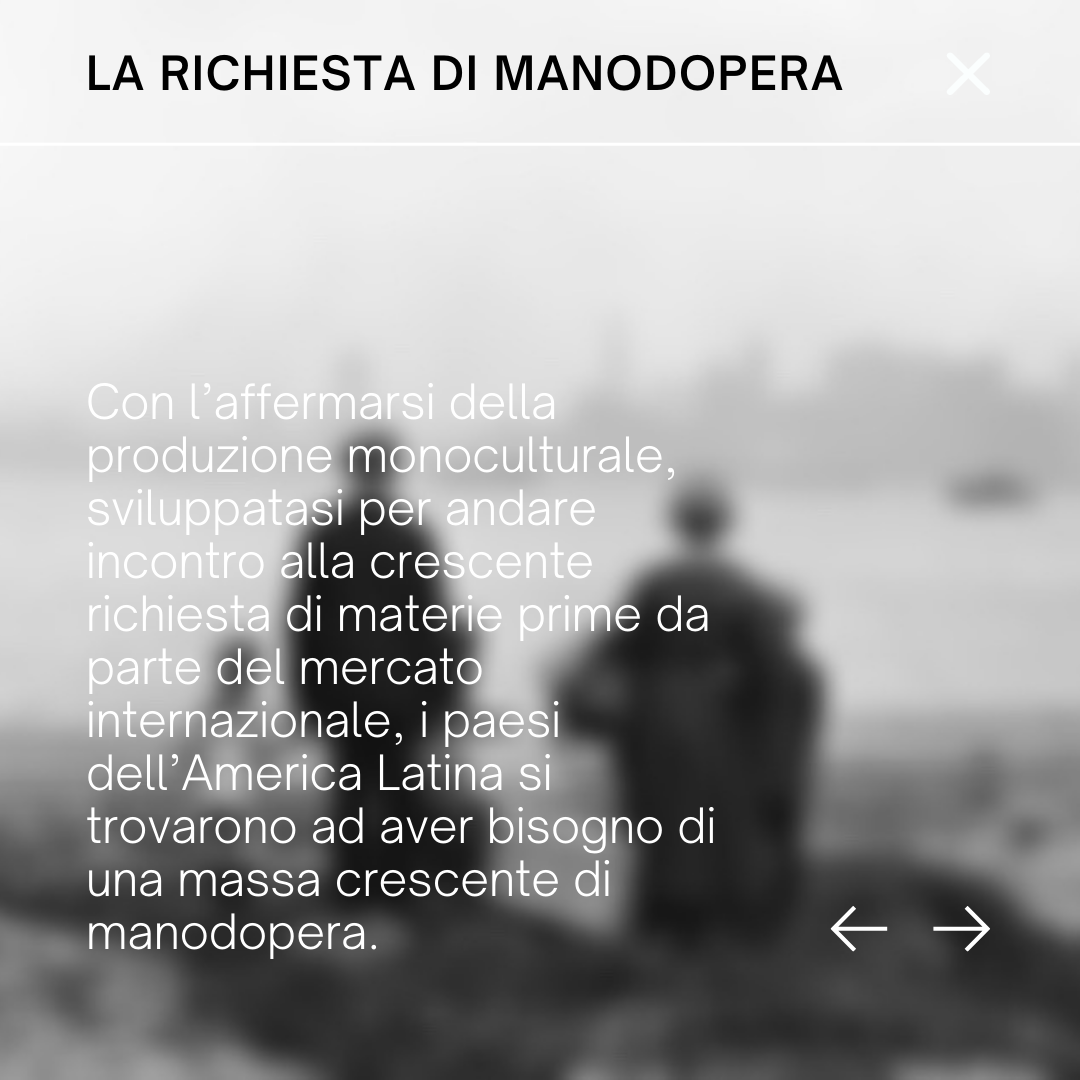 LA RICHIESTA DI MANODOPERA
Con l’affermarsi della
produzione monoculturale,
sviluppatasi per andare
incontro alla crescente
richiesta di materie prime da
parte del mercato
internazionale, i paesi
dell’America Latina si
trovarono ad aver bisogno di
una massa crescente di
manodopera.